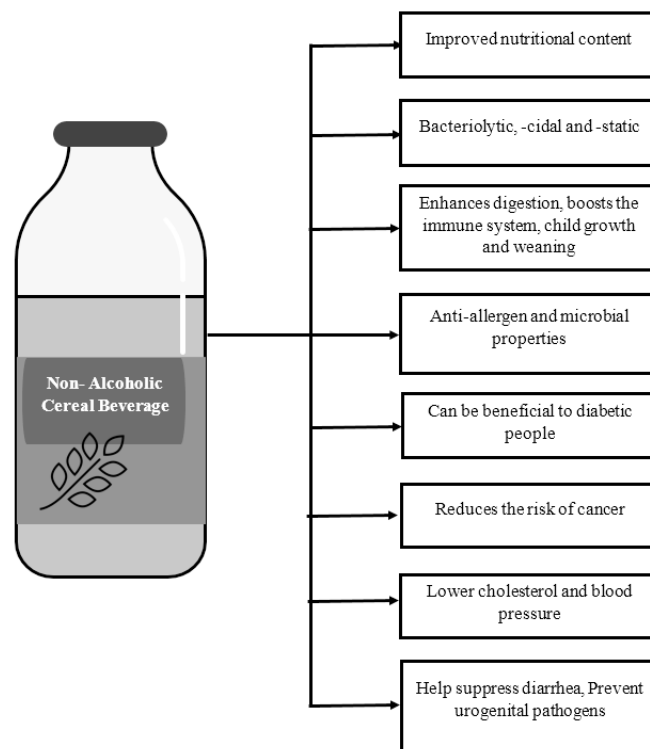 Improved nutritional content
Bacteriolytic, -cidal and -static
Enhances digestion, boosts the
immune system, child growth
and weaning
Anti-allergen and microbial
properties
Non- Alcoholic
Cereal Beverage
Can be beneficial to diabetic
people
Reduces the risk of cancer
Lower cholesterol and blood
pressure
Help suppress diarrhea, Prevent
urogenital pathogens